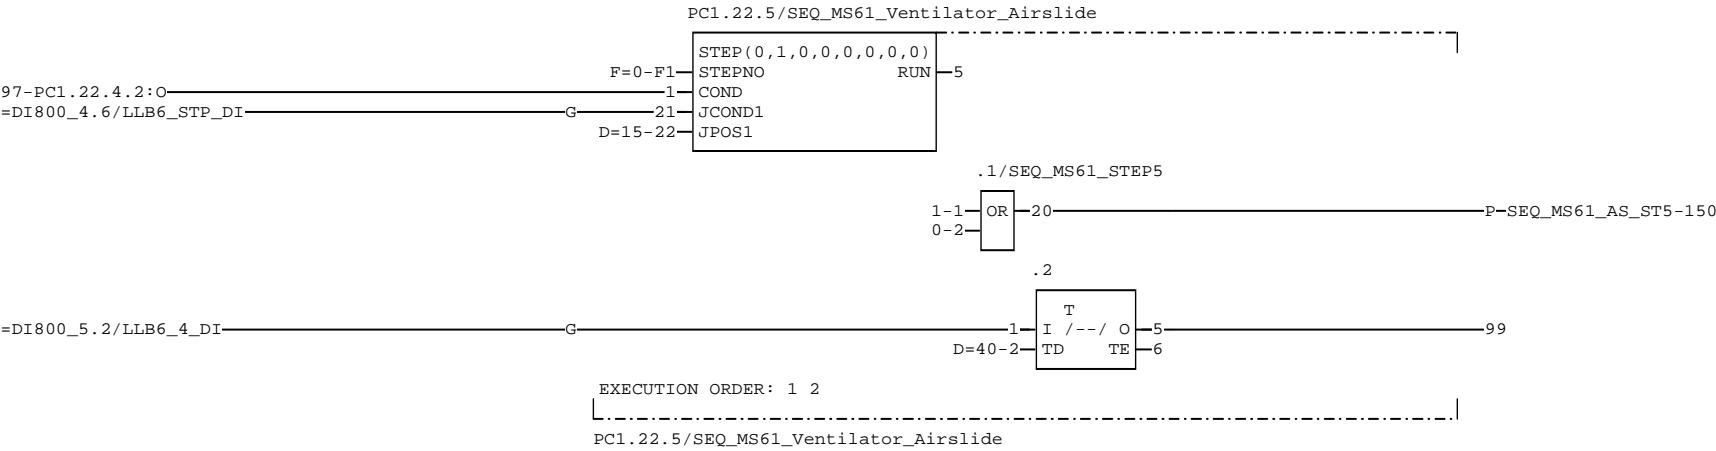 PC1.22.5/SEQ_MS61_Ventilator_Airslide
STEP(0,1,0,0,0,0,0,0)
F=0-F1 STEPNO RUN 5
97-PC1.22.4.2:O 1 COND
=DI800_4.6/LLB6_STP_DI G 21 JCOND1
D=15-22 JPOS1
.1/SEQ_MS61_STEP5
1-1 OR 20 P-SEQ_MS61_AS_ST5-150
0-2
.2
T
=DI800_5.2/LLB6_4_DI G 1 I /--/ O 5 99
D=40-2 TD TE 6
EXECUTION ORDER: 1 2
PC1.22.5/SEQ_MS61_Ventilator_Airslide